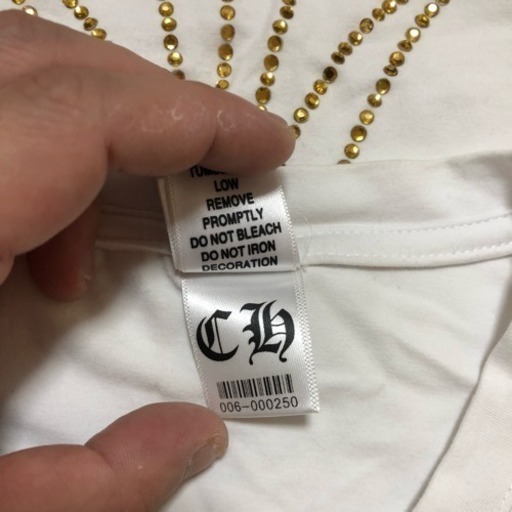 LOW
REMOVE
PROMPTLY
DO NOT BLEACH
DO NOT IRON
DECORATION
CH
006-000250